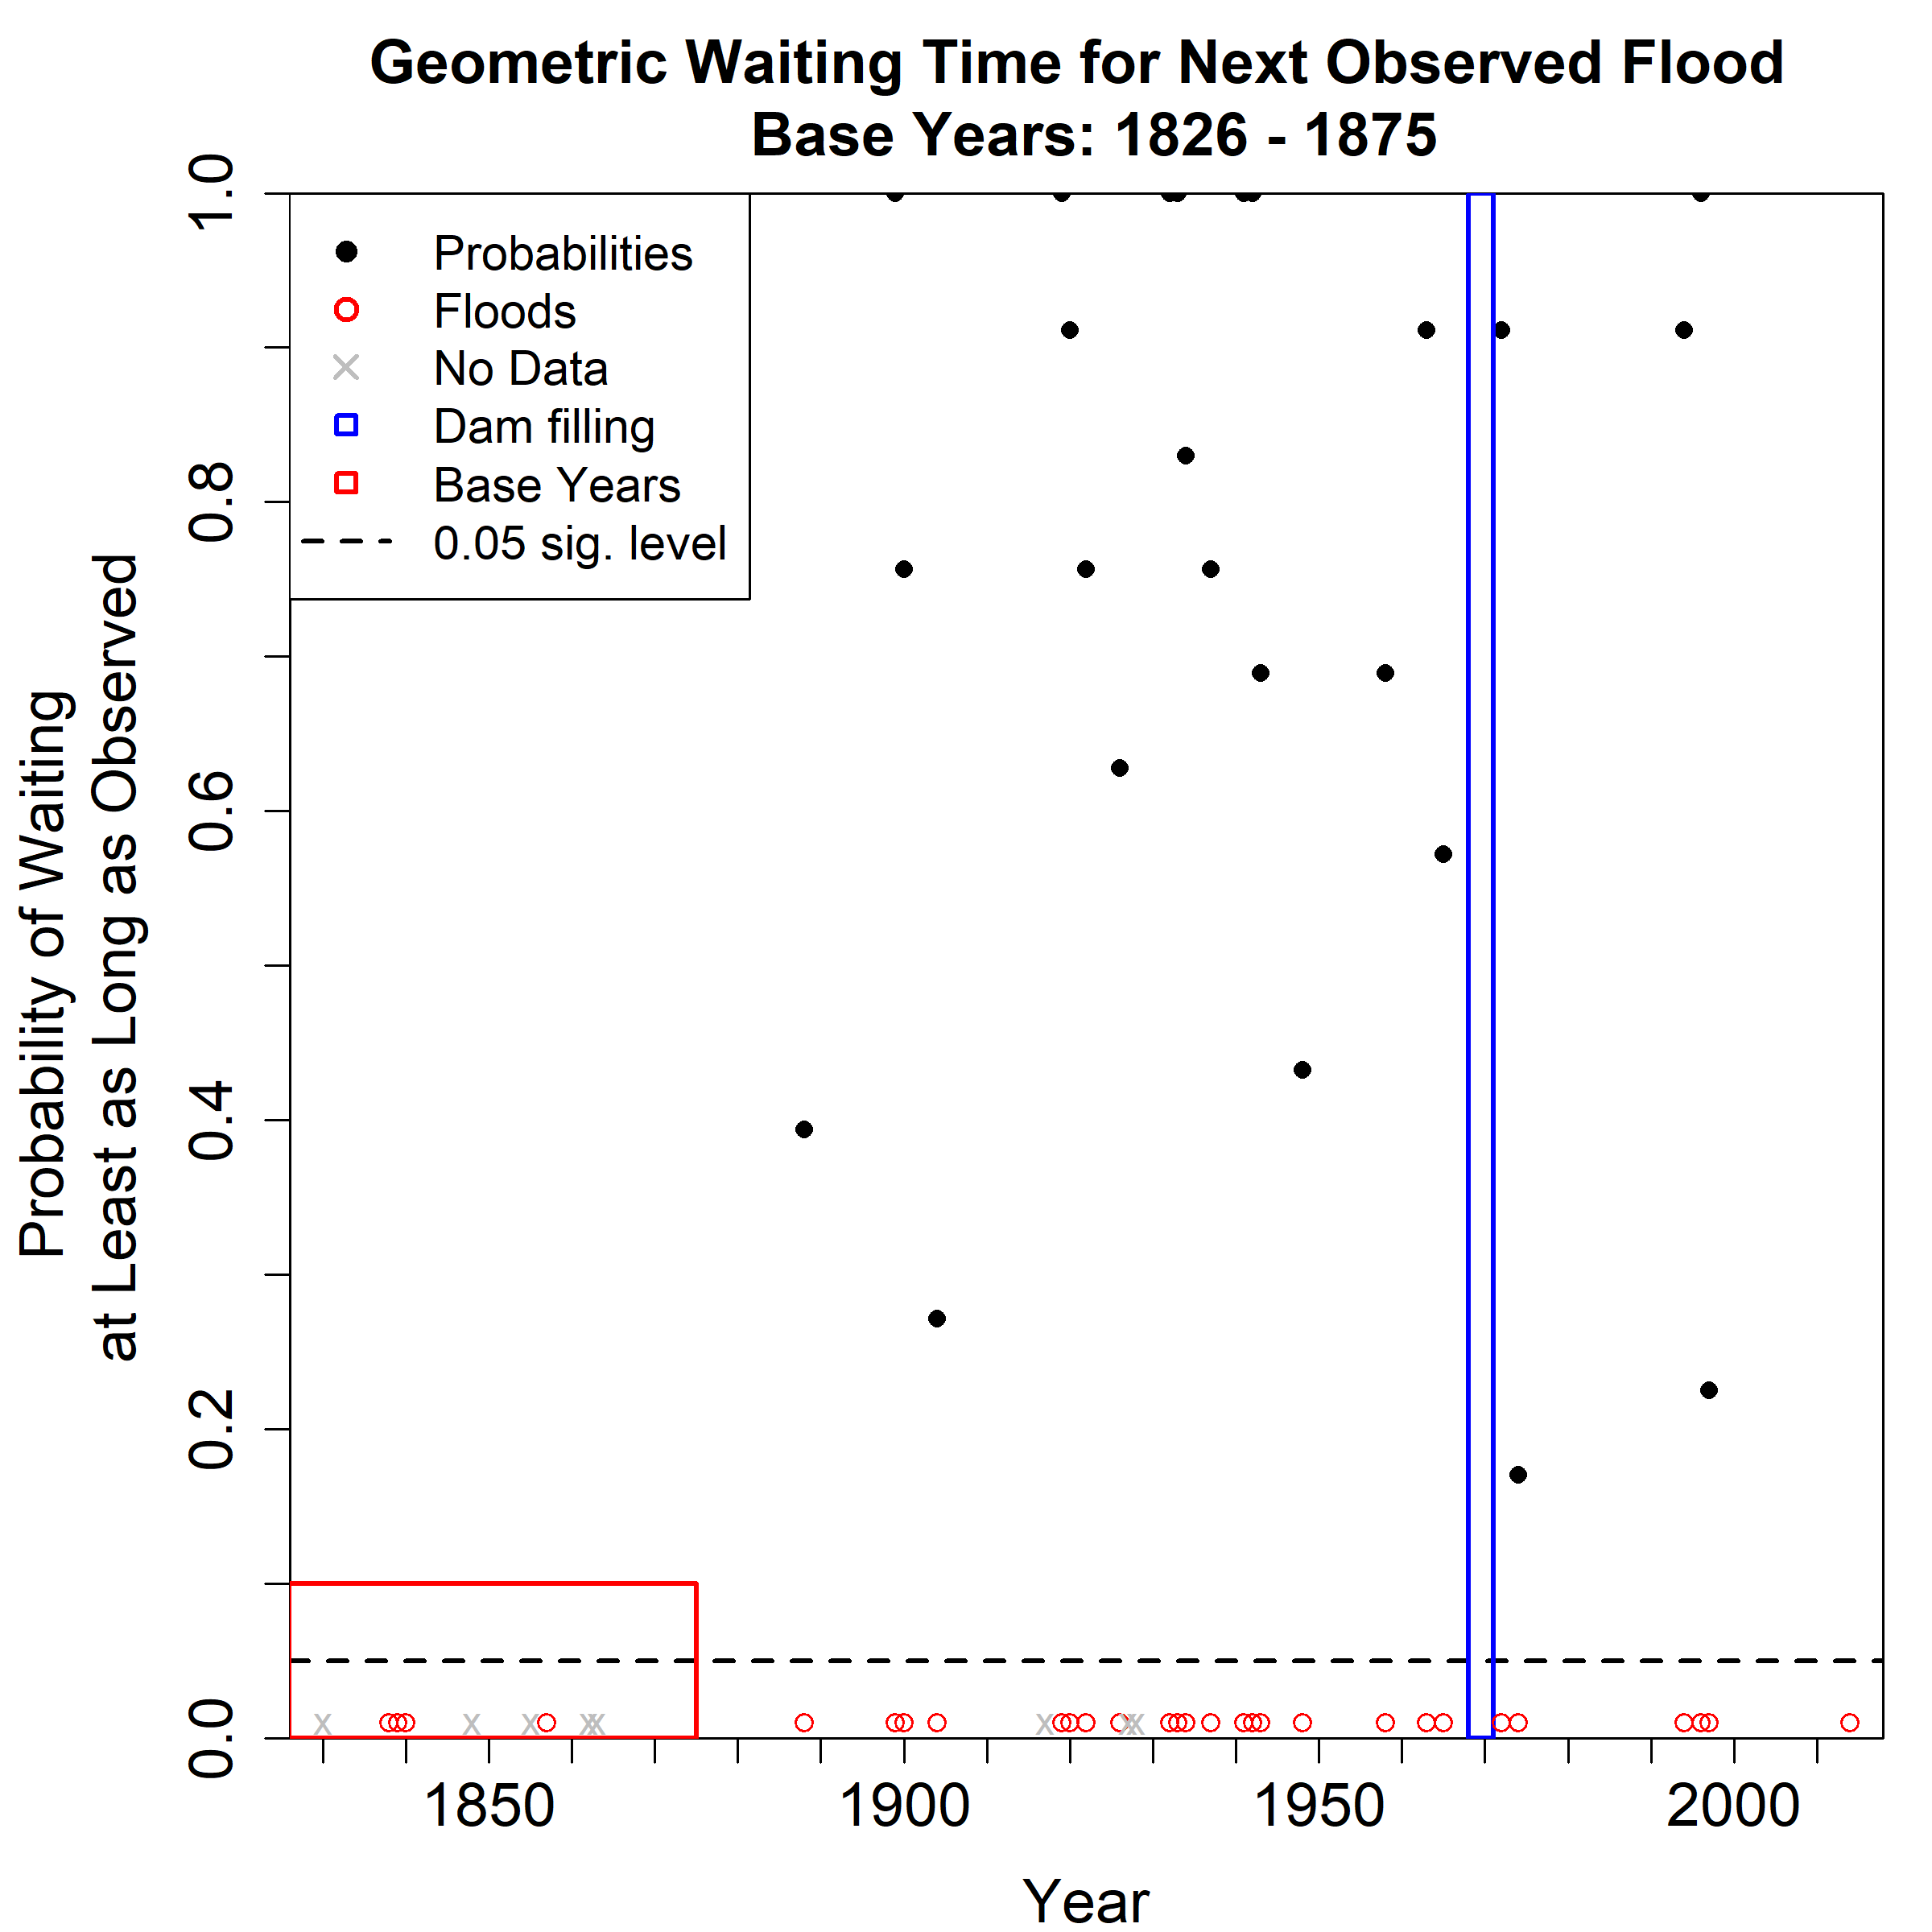 Geometric Waiting Time for Next Observed Flood
Base Years: 1826 - 1875
Probabilities
Floods
No Data
Dam filling
Base Years
0.05 sig. level
Probability of Waiting
at Least as Long as Observed
1.0
0.8
0.6
0.4
0.2
0.0
1850
1900
1950
2000
Year